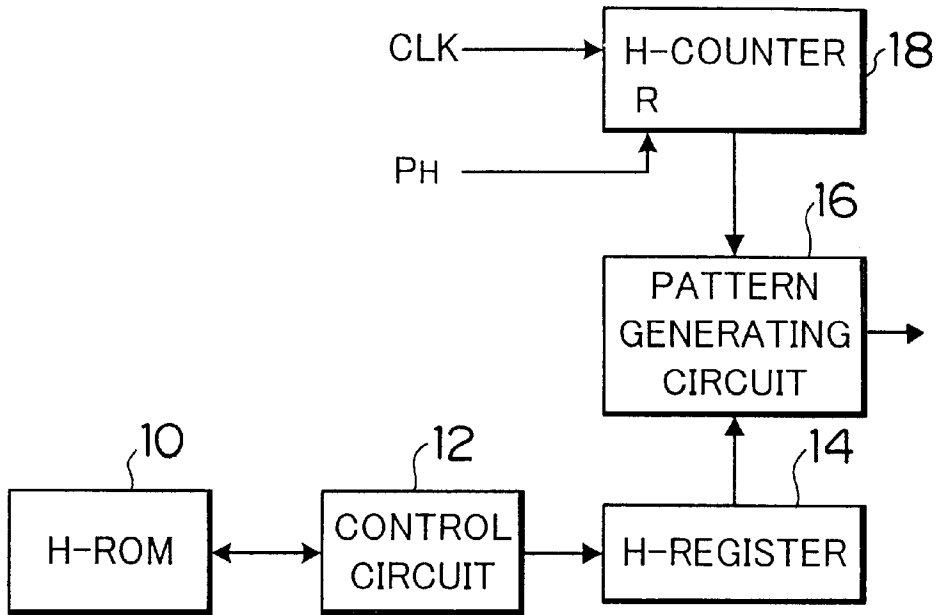 CLK
H-COUNTER
R
18
PH
16
PATTERN
GENERATING
CIRCUIT
10
12
14
H-ROM
CONTROL
CIRCUIT
H-REGISTER